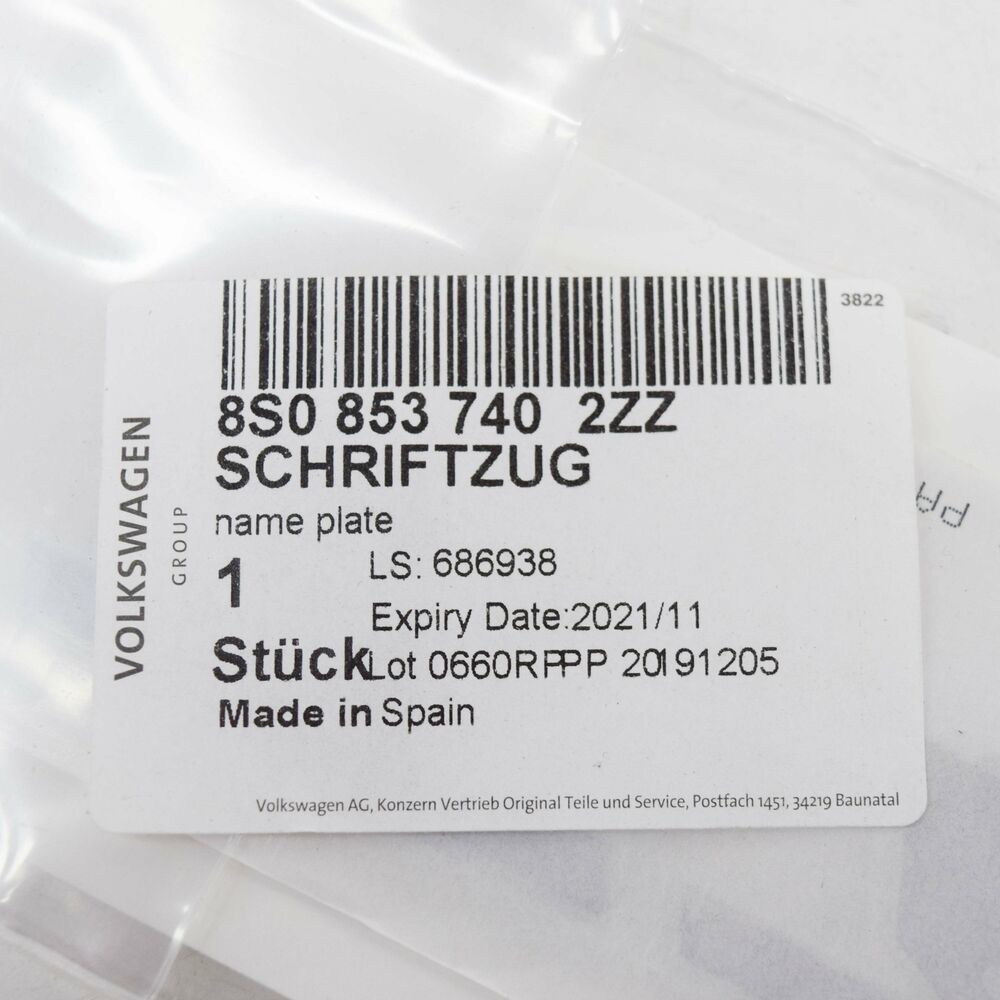 3822
8S0 853 740 2ZZ
SCHRIFTZUG
name plate
1
LS: 686938
Expiry Date:2021/11
Stück
Lot 0660RPPP 20191205
Made in Spain
VOLKSWAGEN
GROUP
Volkswagen AG, Konzern Vertrieb Original Teile und Service, Postfach 1451, 34219 Baunatal